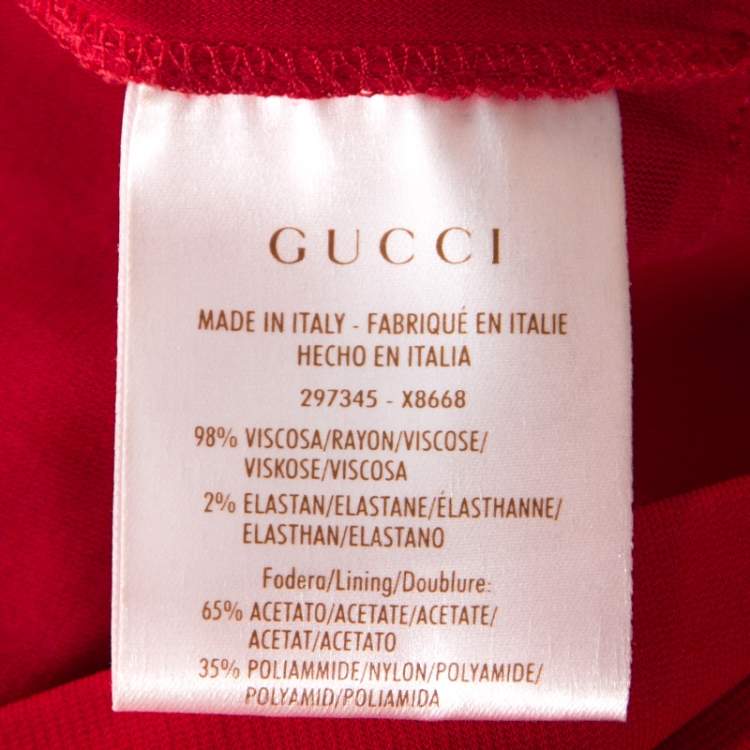 GUCCI
MADE IN ITALY - FABRIQUÉ EN ITALIE
HECHO EN ITALIA
297345 - X8668
98% VISCOSA/RAYON/VISCOSE/
VISKOSE/VISCOSA
2% ELASTAN/ELASTANE/ÉLASTHANNE/
ELASTHAN/ELASTANO
Fodera/Lining/Doublure:
65% ACETATO/ACETATE/ACETATE/
ACETAT/ACETATO
35% POLIAMMIDE/NYLON/POLYAMIDE/
POLYAMID/POLIAMIDA